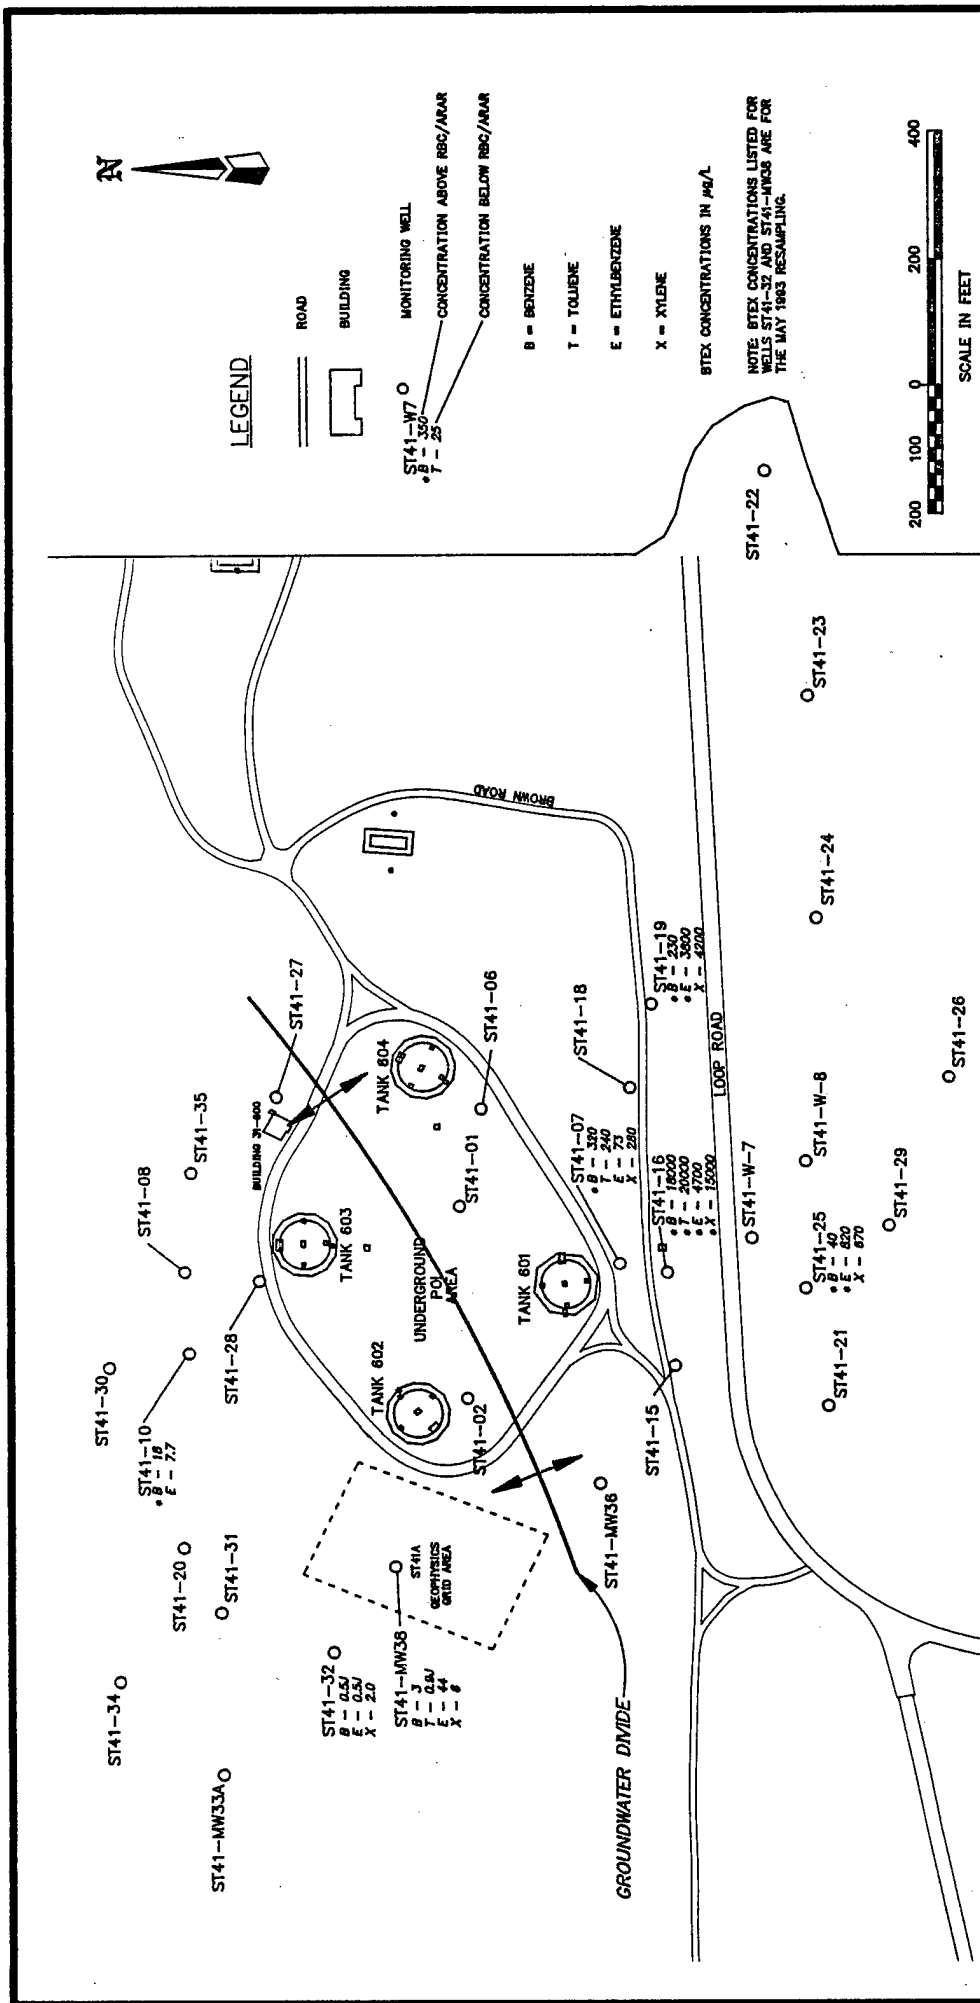 N
LEGEND
ROAD
BUILDING
ST41-W7
*B - 350
T - 25
MONITORING WELL
CONCENTRATION ABOVE RBC/ARAR
CONCENTRATION BELOW RBC/ARAR
B = BENZENE
T = TOLUENE
E = ETHYLBENZENE
X = XYLENE
BTEX CONCENTRATIONS IN µg/L
NOTE: BTEX CONCENTRATIONS LISTED FOR
WELLS ST41-32 AND ST41-MW38 ARE FOR
THE MAY 1993 RESAMPLING.
200 100 0 200 400
SCALE IN FEET
ST41-34
ST41-MW33A
ST41-20
ST41-31
ST41-30
ST41-10
*B - 18
E - 7.7
ST41-08
ST41-35
ST41-28
BUILDING 31-600
ST41-27
ST41-32
B - 0.5J
E - 0.5J
X - 2.0
ST41-MW38
B - 3
T - 0.9J
E - 44
X - 6
ST41A
GEOPHYSICS
GRID AREA
TANK 602
TANK 603
TANK 604
UNDERGROUND
POL
AREA
ST41-02
ST41-01
ST41-06
TANK 601
BROWN ROAD
GROUNDWATER DIVIDE
ST41-MW36
ST41-15
ST41-07
*B - 320
T - 240
E - 73
X - 280
ST41-18
ST41-16
*B - 18000
*T - 20000
*E - 4700
*X - 15000
ST41-19
*B - 230
*E - 3800
X - 4200
LOOP ROAD
ST41-W-7
ST41-22
ST41-21
ST41-25
*B - 40
*E - 820
X - 670
ST41-W-8
ST41-24
ST41-23
ST41-29
ST41-26